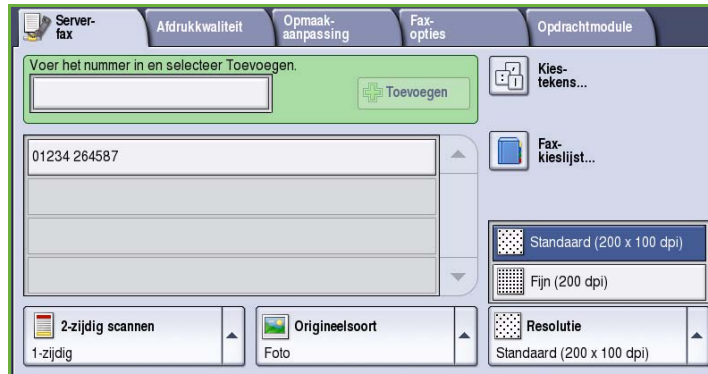 Server-
fax
Afdrukkwaliteit
Opmaak-
aanpassing
Fax-
opties
Opdrachtmodule
Voer het nummer in en selecteer Toevoegen.
Toevoegen
Kies-
tekens...
01234 264587
Fax-
kieslijst...
Standaard (200 x 100 dpi)
Fijn (200 dpi)
2-zijdig scannen
1-zijdig
Origineelsoort
Foto
Resolutie
Standaard (200 x 100 dpi)